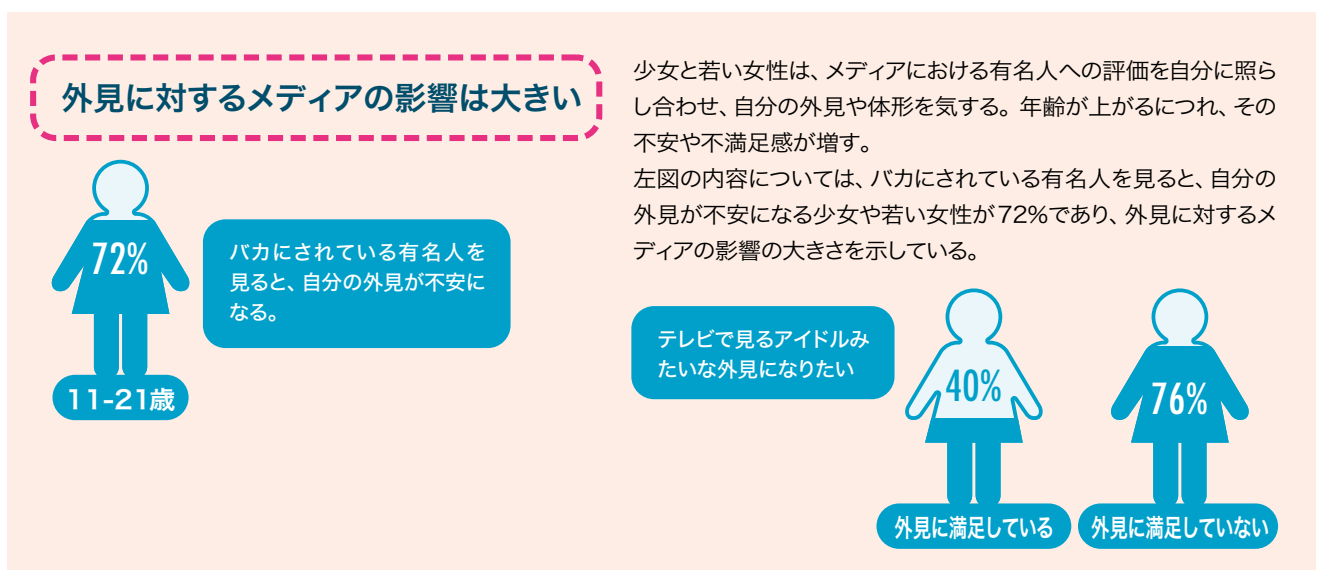 外見に対するメディアの影響は大きい
72%
バカにされている有名人を
見ると、自分の外見が不安に
なる。
11-21歳
少女と若い女性は、メディアにおける有名人への評価を自分に照ら
し合わせ、自分の外見や体形を気する。年齢が上がるにつれ、その
不安や不満足感が増す。
左図の内容については、バカにされている有名人を見ると、自分の
外見が不安になる少女や若い女性が72%であり、外見に対するメ
ディアの影響の大きさを示している。
テレビで見るアイドルみ
たいな外見になりたい
40%
外見に満足している
76%
外見に満足していない